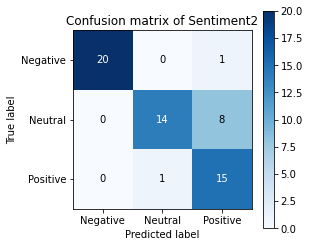 Confusion matrix of Sentiment2
Negative 20 0 1
Neutral 0 14 8
Positive 0 1 15
Negative Neutral Positive
Predicted label
True label
20.0
17.5
15.0
12.5
10.0
7.5
5.0
2.5
0.0